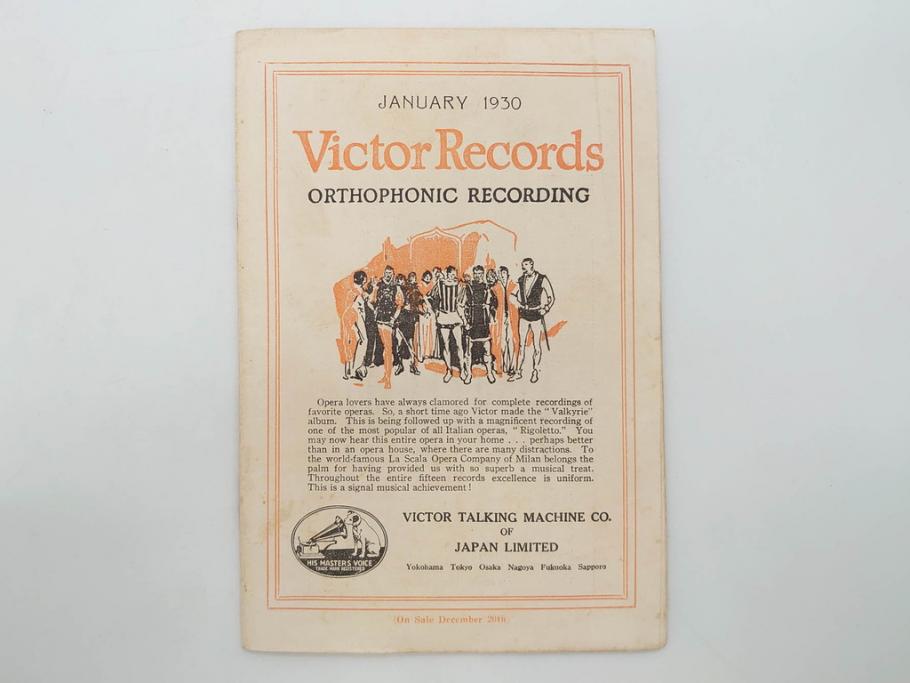 JANUARY 1930
Victor Records
ORTHOPHONIC RECORDING
Opera lovers have always clamored for complete recordings of
favorite operas. So, a short time ago Victor made the "Valkyrie"
album. This is being followed up with a magnificent recording of
one of the most popular of all Italian operas, "Rigoletto." You
may now hear this entire opera in your home . . . perhaps better
than in an opera house, where there are many distractions. To
the world-famous La Scala Opera Company of Milan belongs the
palm for having provided us with so superb a musical treat.
Throughout the entire fifteen records excellence is uniform.
This is a signal musical achievement!
HIS MASTERS VOICE
TRADE MARK REGISTERED
VICTOR TALKING MACHINE CO.
OF
JAPAN LIMITED
Yokohama Tokyo Osaka Nagoya Fukuoka Sapporo
(On Sale December 20th)